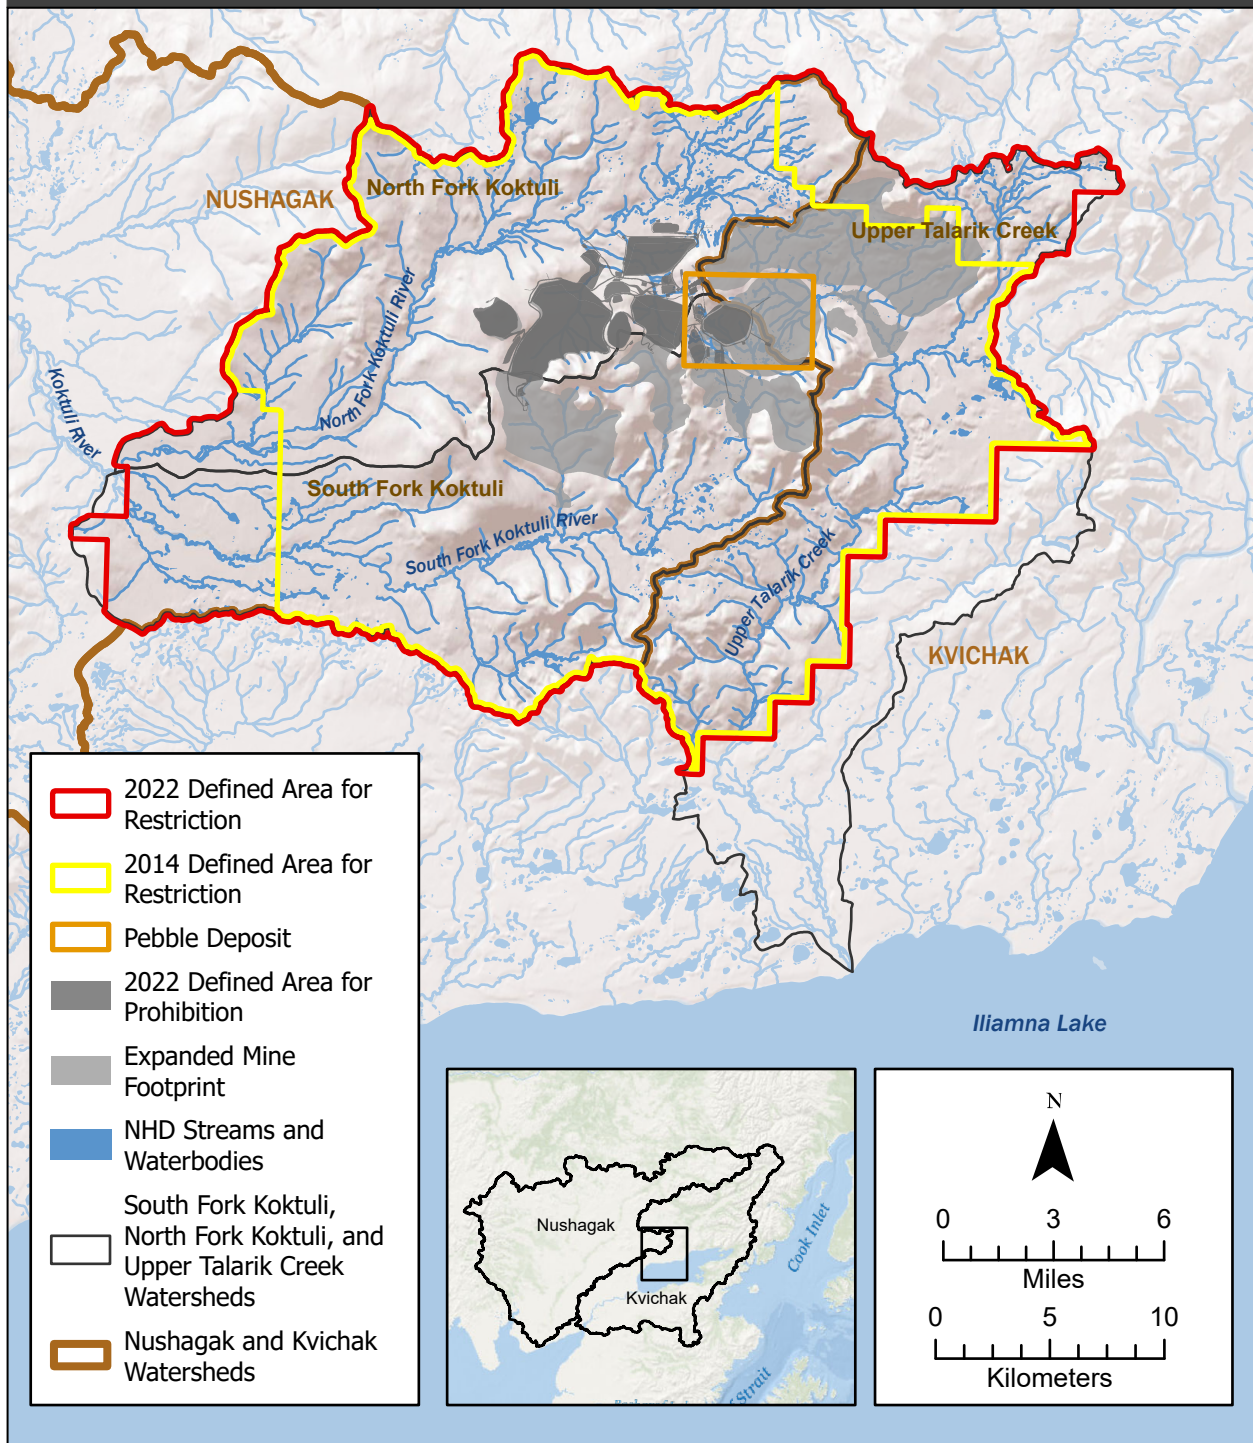 NUSHAGAK
North Fork Koktuli
Upper Talarik Creek
North Fork Koktuli River
Koktuli River
South Fork Koktuli
South Fork Koktuli River
Upper Talarik Creek
KVICHAK
Iliamna Lake
2022 Defined Area for
Restriction
2014 Defined Area for
Restriction
Pebble Deposit
2022 Defined Area for
Prohibition
Expanded Mine
Footprint
NHD Streams and
Waterbodies
South Fork Koktuli,
North Fork Koktuli, and
Upper Talarik Creek
Watersheds
Nushagak and Kvichak
Watersheds
Nushagak
Kvichak
Cook Inlet
Strait
N
0 3 6
Miles
0 5 10
Kilometers